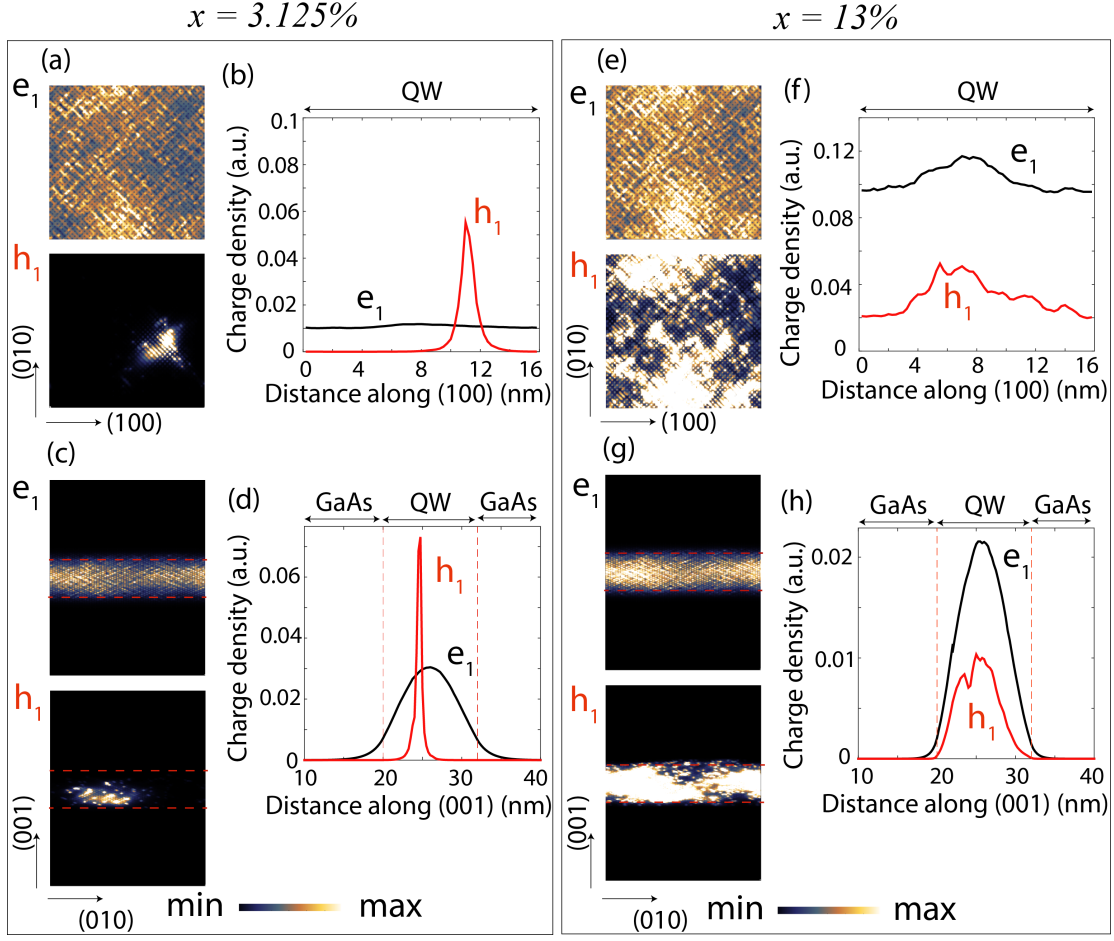 x = 3.125%
x = 13%
(a)
e1
h1
(010)
(100)
(b)
QW
0.1
0.08
0.06
0.04
0.02
0
Charge density (a.u.)
h1
e1
0 4 8 12 16
Distance along (100) (nm)
(c)
e1
h1
(001)
(010)
(d)
GaAs QW GaAs
0.06
0.04
0.02
0
Charge density (a.u.)
h1
e1
10 20 30 40
Distance along (001) (nm)
min max
(e)
e1
h1
(010)
(100)
(f)
QW
0.12
0.08
0.04
0
Charge density (a.u.)
e1
h1
0 4 8 12 16
Distance along (100) (nm)
(g)
e1
h1
(001)
(010)
(h)
GaAs QW GaAs
0.02
0.01
0
Charge density (a.u.)
e1
h1
10 20 30 40
Distance along (001) (nm)
min max